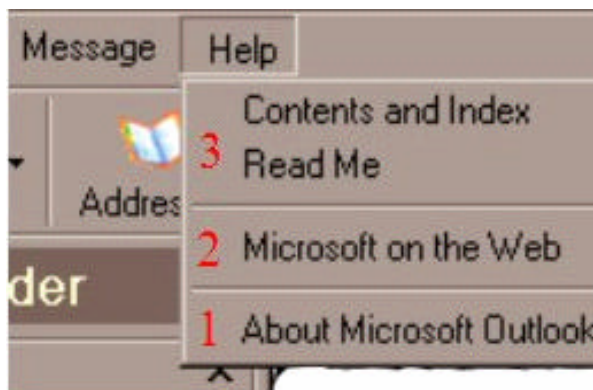 Message Help
Contents and Index
3
Read Me
Addres
2 Microsoft on the Web
der
1 About Microsoft Outlook